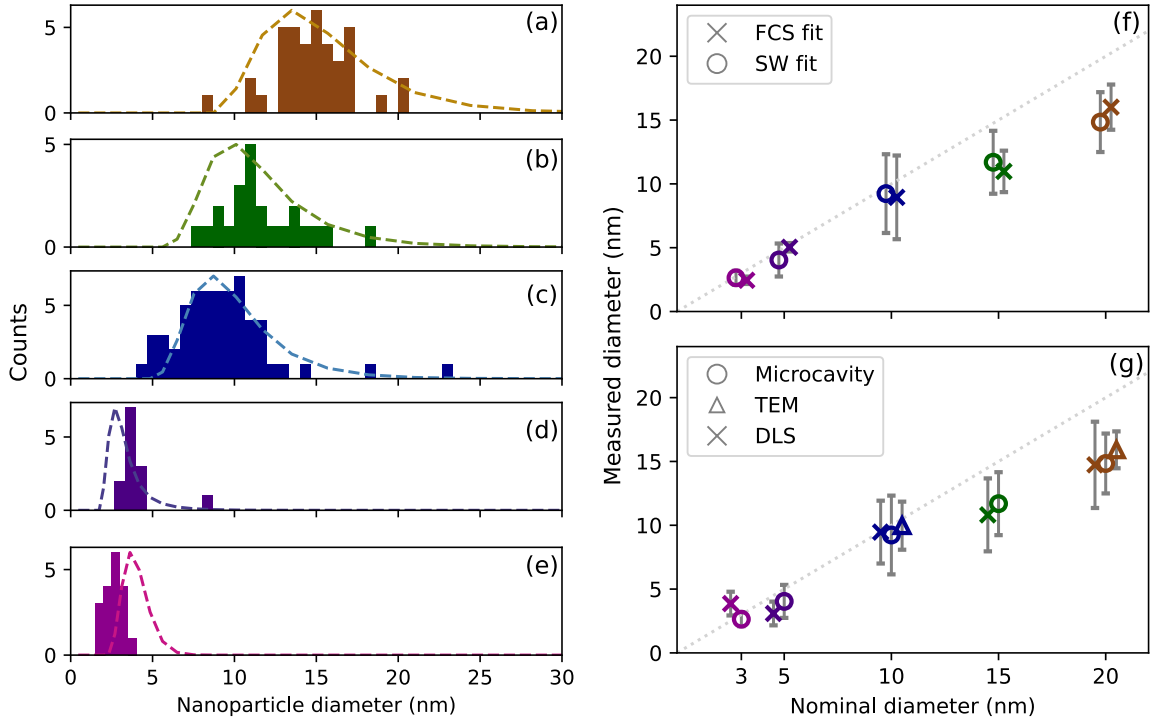 (a)
5
0
(b)
5
0
(c)
5
0
(d)
5
0
(e)
5
0
0 5 10 15 20 25 30
Counts
Nanoparticle diameter (nm)
(f)
FCS fit
SW fit
20
15
10
5
0
(g)
Microcavity
TEM
DLS
20
15
10
5
0
3 5 10 15 20
Measured diameter (nm)
Nominal diameter (nm)